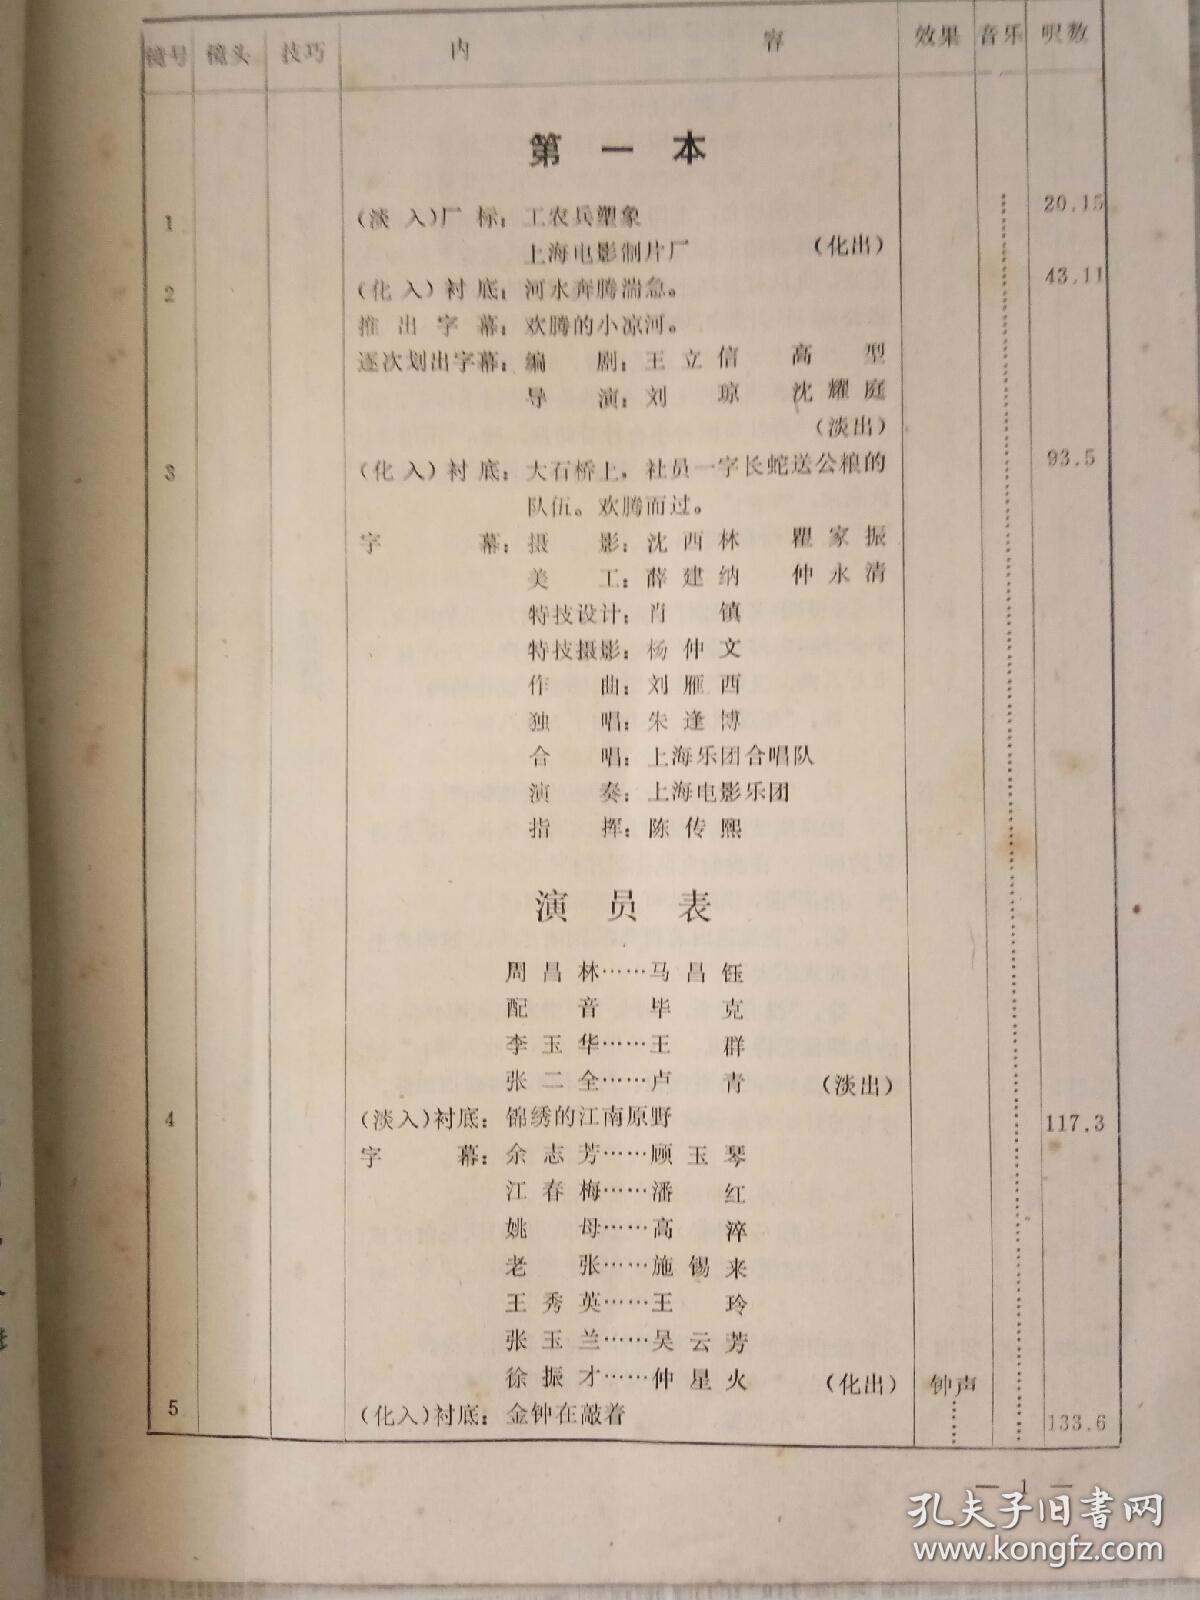 镜号 镜头 技巧 内 容 效果 音乐 呎数
第一本
1 (淡入)厂标：工农兵塑象 20.15
上海电影制片厂 (化出)
2 (化入)衬底：河水奔腾湍急。 43.11
推出字幕：欢腾的小凉河。
逐次划出字幕：编剧：王立信 高型
导演：刘琼 沈耀庭
(淡出)
3 (化入)衬底：大石桥上，社员一字长蛇送公粮的 93.5
队伍。欢腾而过。
字幕：摄影：沈西林 瞿家振
美工：薛建纳 仲永清
特技设计：肖镇
特技摄影：杨仲文
作曲：刘雁西
独唱：朱逢博
合唱：上海乐团合唱队
演奏：上海电影乐团
指挥：陈传熙
演员表
周昌林……马昌钰
配音 毕克
李玉华……王群
张二全……卢青 (淡出)
4 (淡入)衬底：锦绣的江南原野 117.3
字幕：余志芳……顾玉琴
江春梅……潘红
姚母……高淬
老张……施锡来
王秀英……王玲
张玉兰……吴云芳
徐振才……仲星火 (化出) 钟声
5 (化入)衬底：金钟在敲着 133.6
— 1 —
孔夫子旧书网
www.kongfz.com